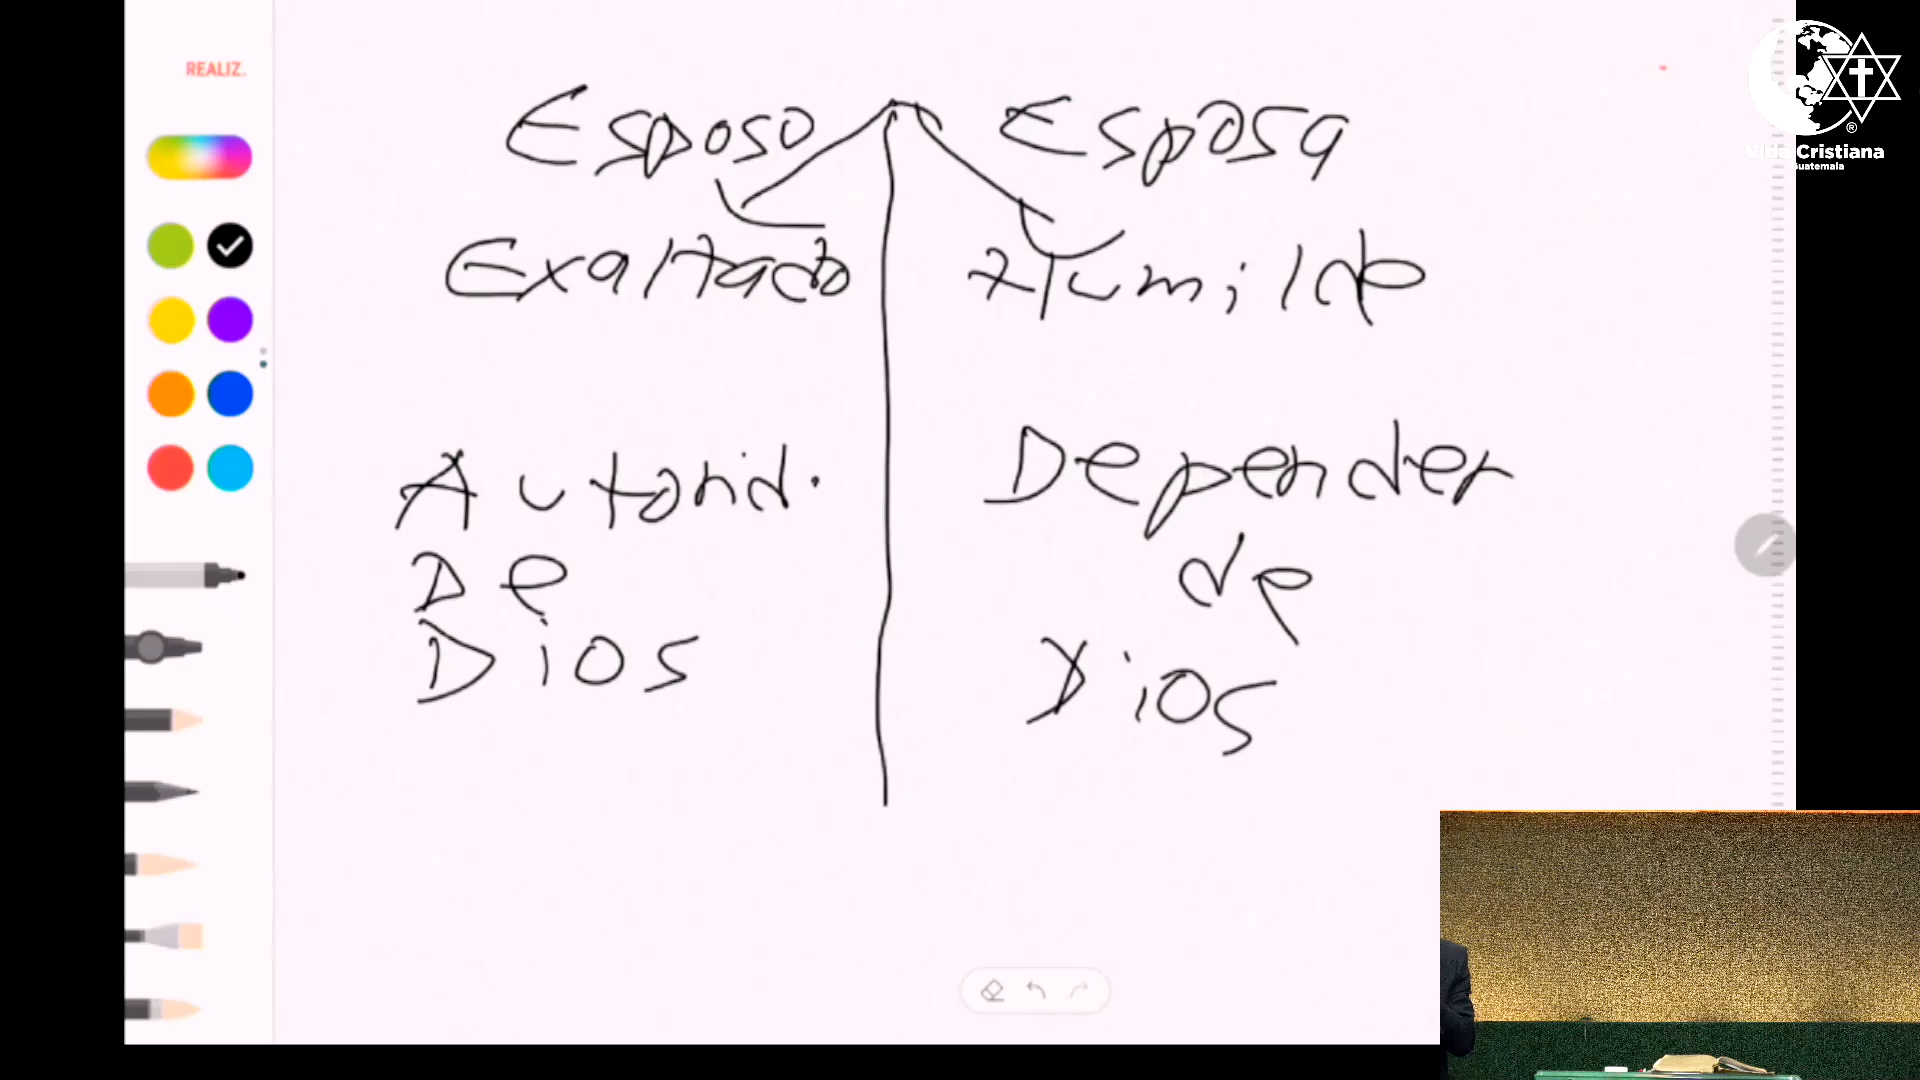 REALIZ.
Esposo
Exaltado
Autorid.
De
Dios
Esposa
Humilde
Depender
de
Dios
Vida Cristiana
Guatemala
®